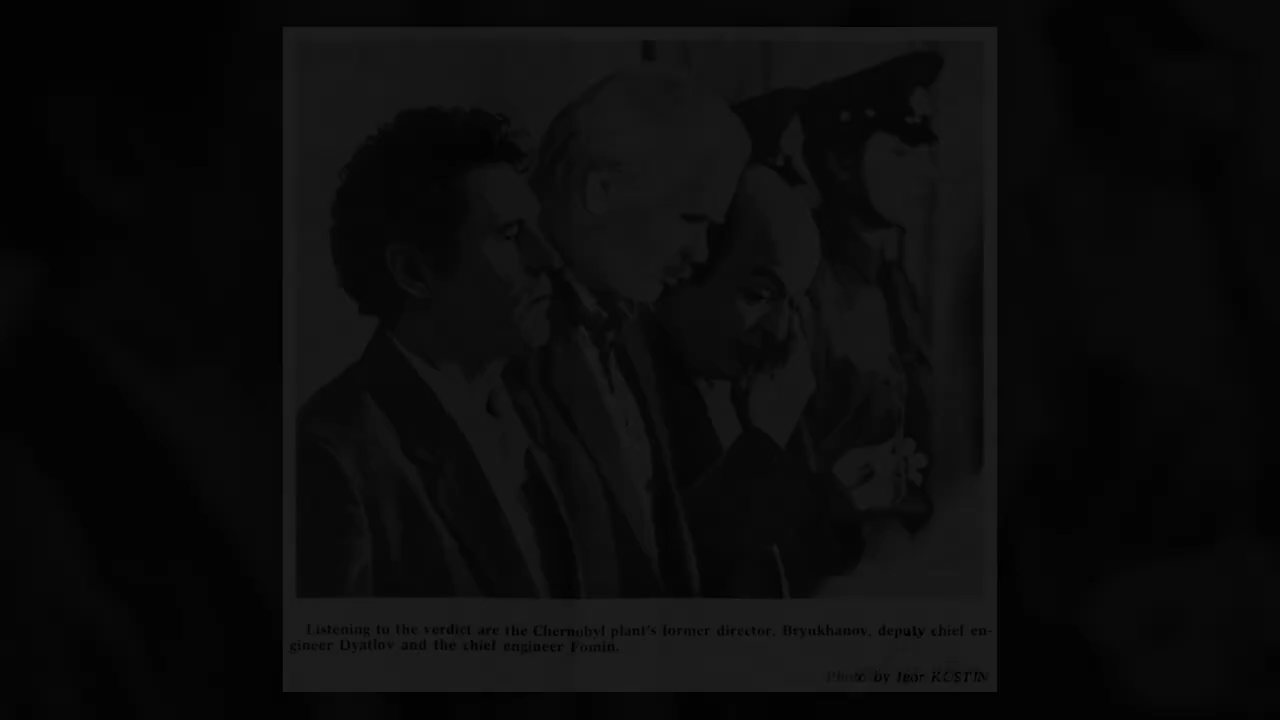 Listening to the verdict are the Chernobyl plant's former director, Bryukhanov, deputy chief en-
gineer Dyatlov and the chief engineer Fomin.
Photo by Igor KOSTIN